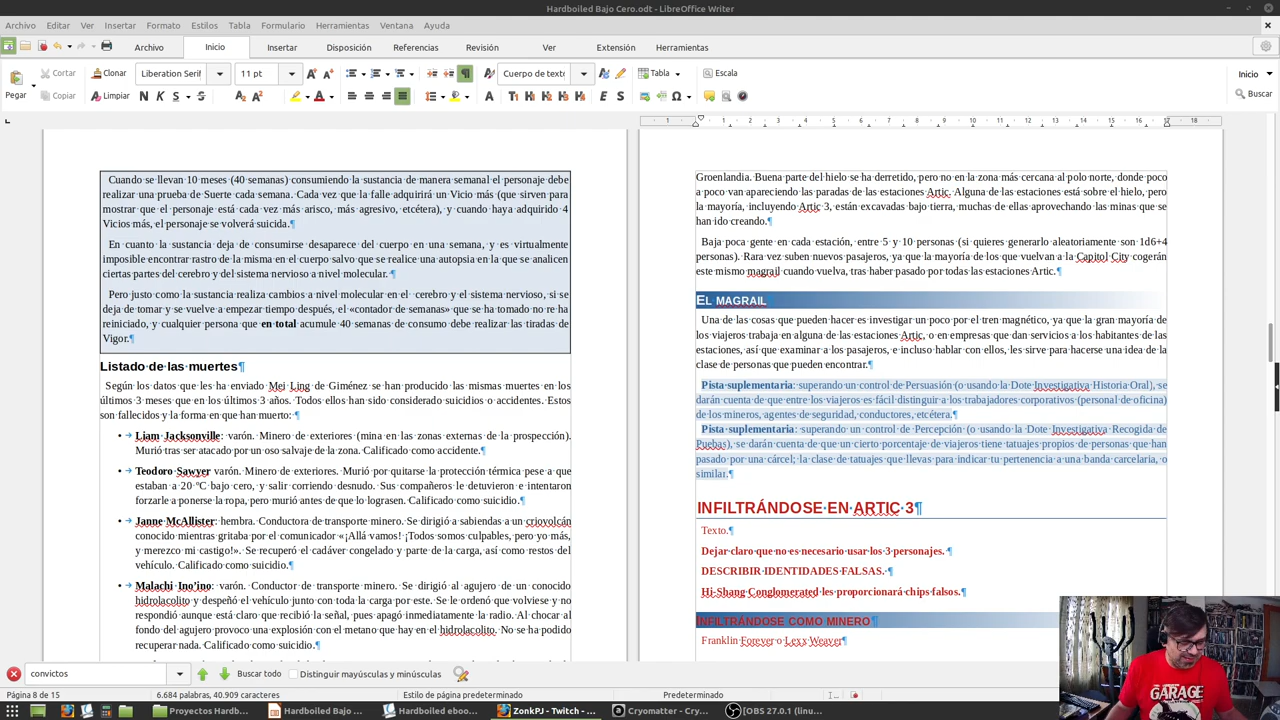 Hardboiled Bajo Cero.odt - LibreOffice Writer
Archivo Editar Ver Insertar Formato Estilos Tabla Formulario Herramientas Ventana Ayuda
Archivo Inicio Insertar Disposición Referencias Revisión Ver Extensión Herramientas
Pegar Cortar Clonar Liberation Serif 11 pt Cuerpo de texto Tabla Escala Inicio
Copiar Limpiar Buscar
Cuando se llevan 10 meses (40 semanas) consumiendo la sustancia de manera semanal el personaje debe
realizar una prueba de Suerte cada semana. Cada vez que la falle adquirirá un Vicio más (que sirven para
mostrar que el personaje está cada vez más arisco, más agresivo, etcétera), y cuando haya adquirido 4
Vicios más, el personaje se volverá suicida.¶
En cuanto la sustancia deja de consumirse desaparece del cuerpo en una semana, y es virtualmente
imposible encontrar rastro de la misma en el cuerpo salvo que se realice una autopsia en la que se analicen
ciertas partes del cerebro y del sistema nervioso a nivel molecular. ¶
Pero justo como la sustancia realiza cambios a nivel molecular en el cerebro y el sistema nervioso, si se
deja de tomar y se vuelve a empezar tiempo después, el «contador de semanas» que se ha tomado no re ha
reiniciado, y cualquier persona que en total acumule 40 semanas de consumo debe realizar las tiradas de
Vigor.¶
Listado de las muertes¶
Según los datos que les ha enviado Mei Ling de Giménez se han producido las mismas muertes en los
últimos 3 meses que en los últimos 3 años. Todos ellos han sido considerado suicidios o accidentes. Estos
son fallecidos y la forma en que han muerto: ¶
• Liam Jacksonville: varón. Minero de exteriores (mina en las zonas externas de la prospección).
Murió tras ser atacado por un oso salvaje de la zona. Calificado como accidente.¶
• Teodoro Sawyer varón. Minero de exteriores. Murió por quitarse la protección térmica pese a que
estaban a 20 ºC bajo cero, y salir corriendo desnudo. Sus compañeros le detuvieron e intentaron
forzarle a ponerse la ropa, pero murió antes de que lo lograsen. Calificado como suicidio.¶
• Janne McAllister: hembra. Conductora de transporte minero. Se dirigió a sabiendas a un criovolcán
conocido mientras gritaba por el comunicador «¡Allá vamos! ¡Todos somos culpables, pero yo más,
y merezco mi castigo!». Se recuperó el cadáver congelado y parte de la carga, así como restos del
vehículo. Calificado como suicidio.¶
• Malachi Ino'ino: varón. Conductor de transporte minero. Se dirigió al agujero de un conocido
hidrolacolito y despeñó el vehículo junto con toda la carga por este. Se le ordenó que volviese y no
respondió aunque está claro que recibió la señal, pues apagó inmediatamente la radio. Al chocar al
fondo del agujero provoco una explosión con el metano que hay en el hidrolacolito. No se ha podido
recuperar nada. Calificado como suicidio.¶
Groenlandia. Buena parte del hielo se ha derretido, pero no en la zona más cercana al polo norte, donde poco
a poco van apareciendo las paradas de las estaciones Artic. Alguna de las estaciones está sobre el hielo, pero
la mayoría, incluyendo Artic 3, están excavadas bajo tierra, muchas de ellas aprovechando las minas que se
han ido creando.¶
Baja poca gente en cada estación, entre 5 y 10 personas (si quieres generarlo aleatoriamente son 1d6+4
personas). Rara vez suben nuevos pasajeros, ya que la mayoría de los que vuelvan a la Capitol City cogerán
este mismo magrail cuando vuelva, tras haber pasado por todas las estaciones Artic.¶
EL MAGRAIL¶
Una de las cosas que pueden hacer es investigar un poco por el tren magnético, ya que la gran mayoría de
los viajeros trabaja en alguna de las estaciones Artic, o en empresas que dan servicios a los habitantes de las
estaciones, así que examinar a los pasajeros, e incluso hablar con ellos, les sirve para hacerse una idea de la
clase de personas que pueden encontrar.¶
Pista suplementaria: superando un control de Persuasión (o usando la Dote Investigativa Historia Oral), se
darán cuenta de que entre los viajeros es fácil distinguir a los trabajadores corporativos (personal de oficina)
de los mineros, agentes de seguridad, conductores, etcétera.¶
Pista suplementaria: superando un control de Percepción (o usando la Dote Investigativa Recogida de
Puebas), se darán cuenta de que un cierto porcentaje de viajeros tiene tatuajes propios de personas que han
pasado por una cárcel; la clase de tatuajes que llevas para indicar tu pertenencia a una banda carcelaria, o
similar.¶
INFILTRÁNDOSE EN ARTIC 3¶
Texto.¶
Dejar claro que no es necesario usar los 3 personajes. ¶
DESCRIBIR IDENTIDADES FALSAS. ¶
Hi-Shang Conglomerated les proporcionará chips falsos.¶
INFILTRÁNDOSE COMO MINERO¶
Franklin Forever o Lexx Weaver¶
GARAGE
convictos Buscar todo Distinguir mayúsculas y minúsculas
Página 8 de 15 6.684 palabras, 40.909 caracteres Estilo de página predeterminado Predeterminado
Proyectos Hardb... Hardboiled Bajo ... Hardboiled eboo... ZonkPJ - Twitch - ... Cryomatter - Cry... [OBS 27.0.1 (linu...